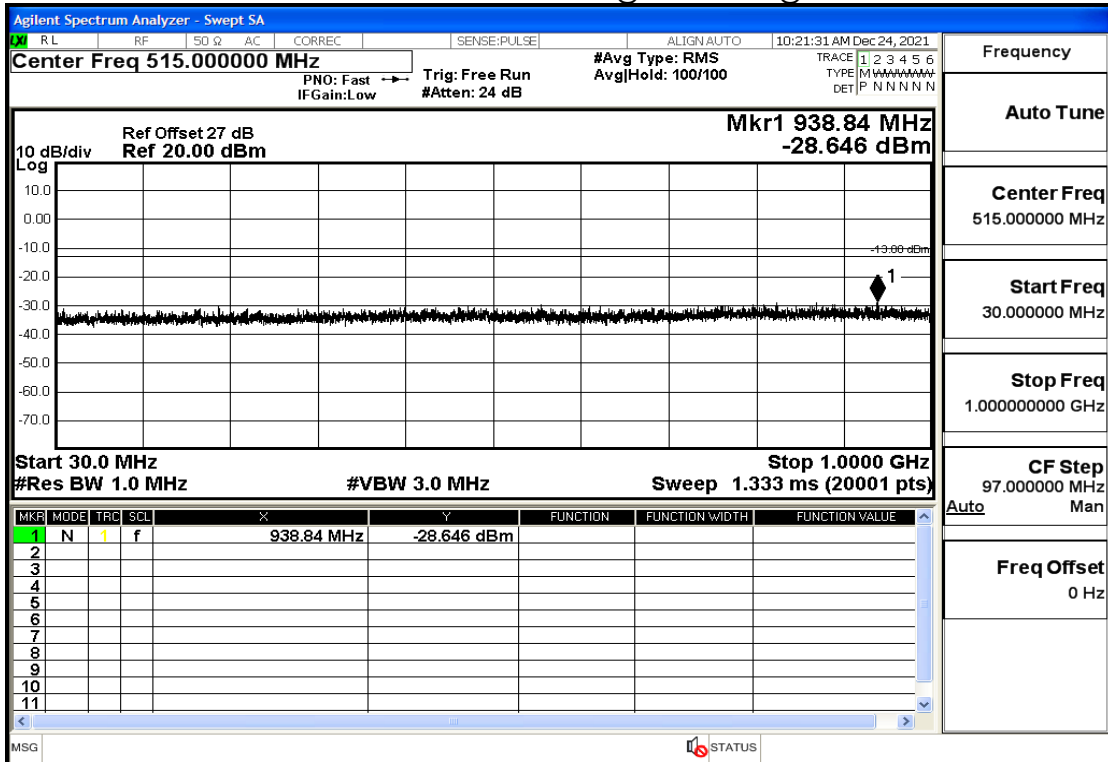 Agilent Spectrum Analyzer - Swept SA
LXI RL RF 50 Ω AC CORREC SENSE:PULSE ALIGN AUTO 10:21:31 AM Dec 24, 2021
Center Freq 515.000000 MHz
PNO: Fast
IFGain:Low
Trig: Free Run
#Atten: 24 dB
#Avg Type: RMS
Avg|Hold: 100/100
TRACE 1 2 3 4 5 6
TYPE M WWWWW
DET P N N N N N
Ref Offset 27 dB
10 dB/div Ref 20.00 dBm
Log
Mkr1 938.84 MHz
-28.646 dBm
10.0
0.00
-10.0
-13.00 dBm
-20.0
1
-30.0
-40.0
-50.0
-60.0
-70.0
Start 30.0 MHz Stop 1.0000 GHz
#Res BW 1.0 MHz #VBW 3.0 MHz Sweep 1.333 ms (20001 pts)
MKR MODE TRC SCL X Y FUNCTION FUNCTION WIDTH FUNCTION VALUE
1 N 1 f 938.84 MHz -28.646 dBm
2
3
4
5
6
7
8
9
10
11
MSG STATUS
Frequency
Auto Tune
Center Freq
515.000000 MHz
Start Freq
30.000000 MHz
Stop Freq
1.000000000 GHz
CF Step
97.000000 MHz
Auto Man
Freq Offset
0 Hz